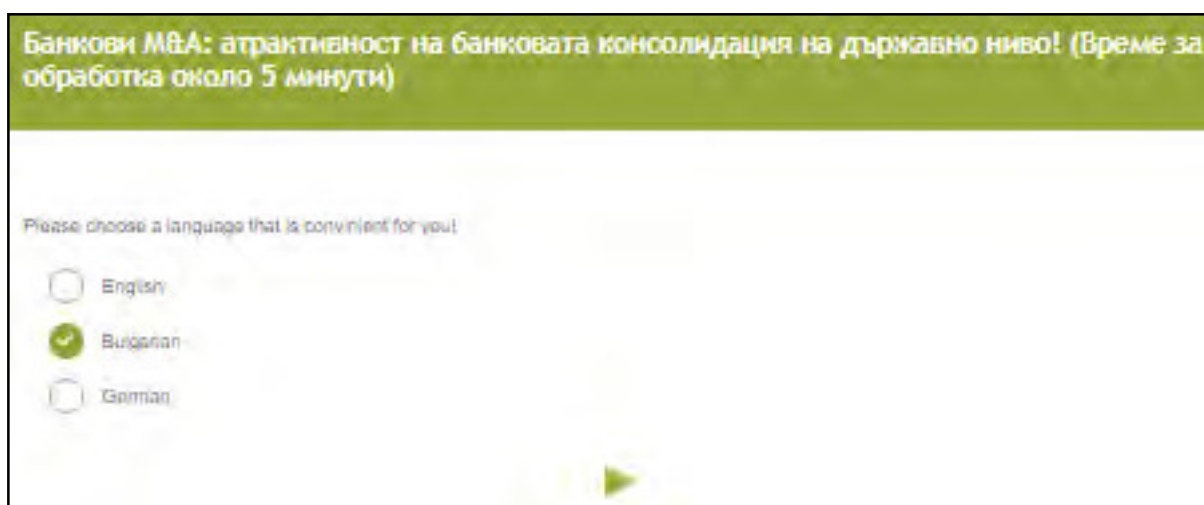 Банкови M&A: атрактивност на банковата консолидация на държавно ниво! (Време за
обработка около 5 минути)
Please choose a language that is convinient for you!
English
Bulgarian
German